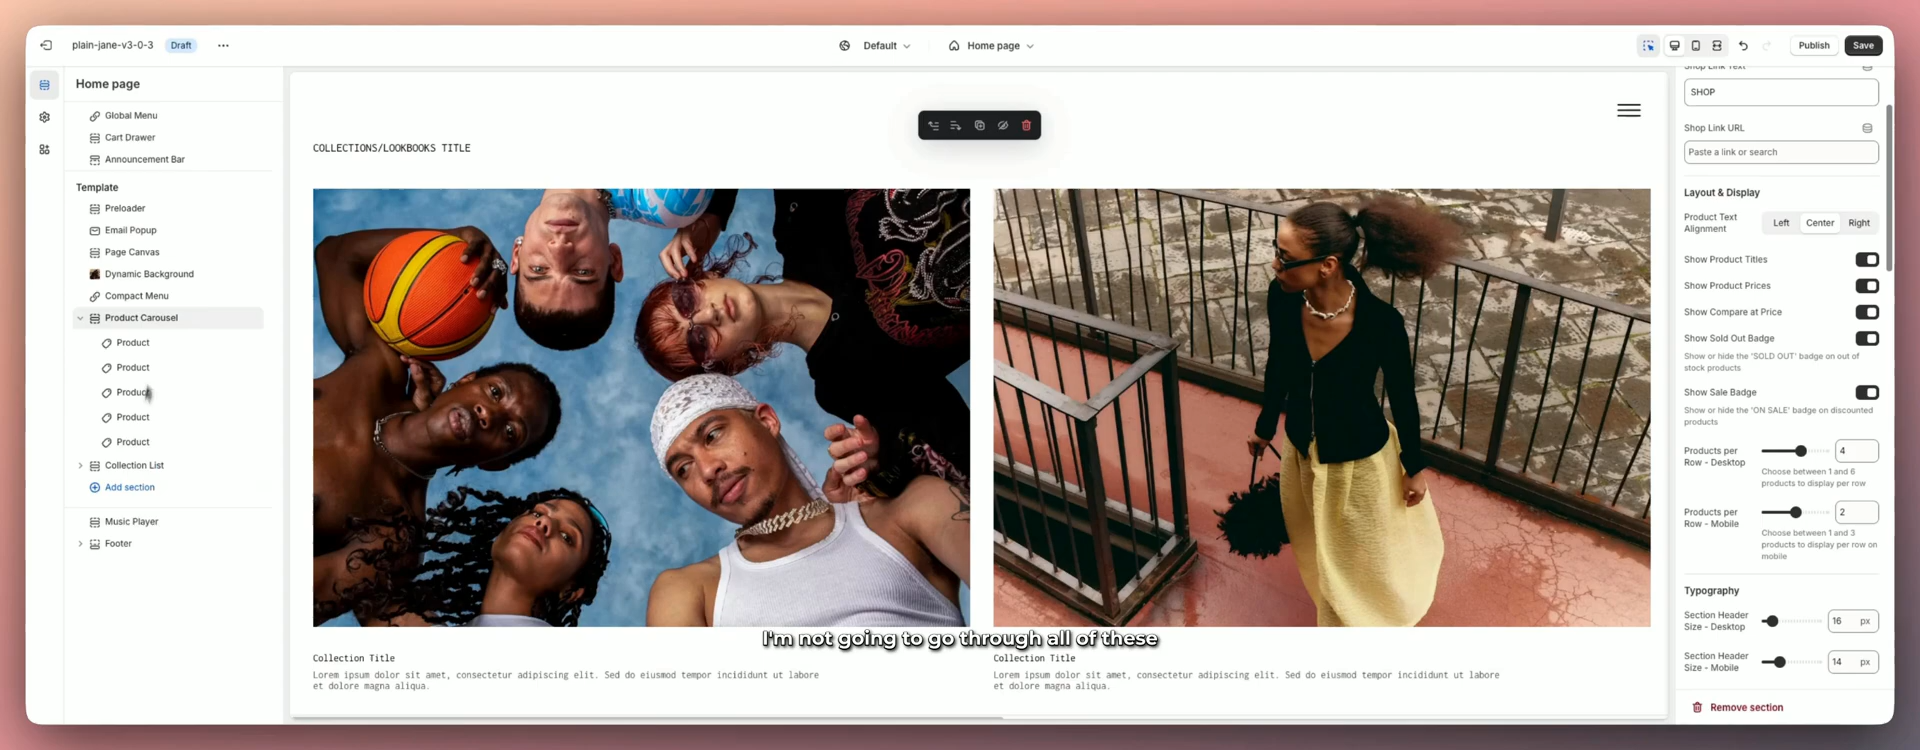 plain-jane-v3-0-3 Draft ...
Default
Home page
Publish
Save
Home page
Global Menu
Cart Drawer
Announcement Bar
Template
Preloader
Email Popup
Page Canvas
Dynamic Background
Compact Menu
Product Carousel
Product
Product
Product
Product
Product
Collection List
Add section
Music Player
Footer
COLLECTIONS/LOOKBOOKS TITLE
I'm not going to go through all of these
Collection Title
Lorem ipsum dolor sit amet, consectetur adipiscing elit. Sed do eiusmod tempor incididunt ut labore
et dolore magna aliqua.
Collection Title
Lorem ipsum dolor sit amet, consectetur adipiscing elit. Sed do eiusmod tempor incididunt ut labore
et dolore magna aliqua.
Shop Link Text
SHOP
Shop Link URL
Paste a link or search
Layout & Display
Product Text
Alignment
Left Center Right
Show Product Titles
Show Product Prices
Show Compare at Price
Show Sold Out Badge
Show or hide the 'SOLD OUT' badge on out of
stock products
Show Sale Badge
Show or hide the 'ON SALE' badge on discounted
products
Products per
Row - Desktop
4
Choose between 1 and 6
products to display per row
Products per
Row - Mobile
2
Choose between 1 and 3
products to display per row on
mobile
Typography
Section Header
Size - Desktop
16 px
Section Header
Size - Mobile
14 px
Remove section